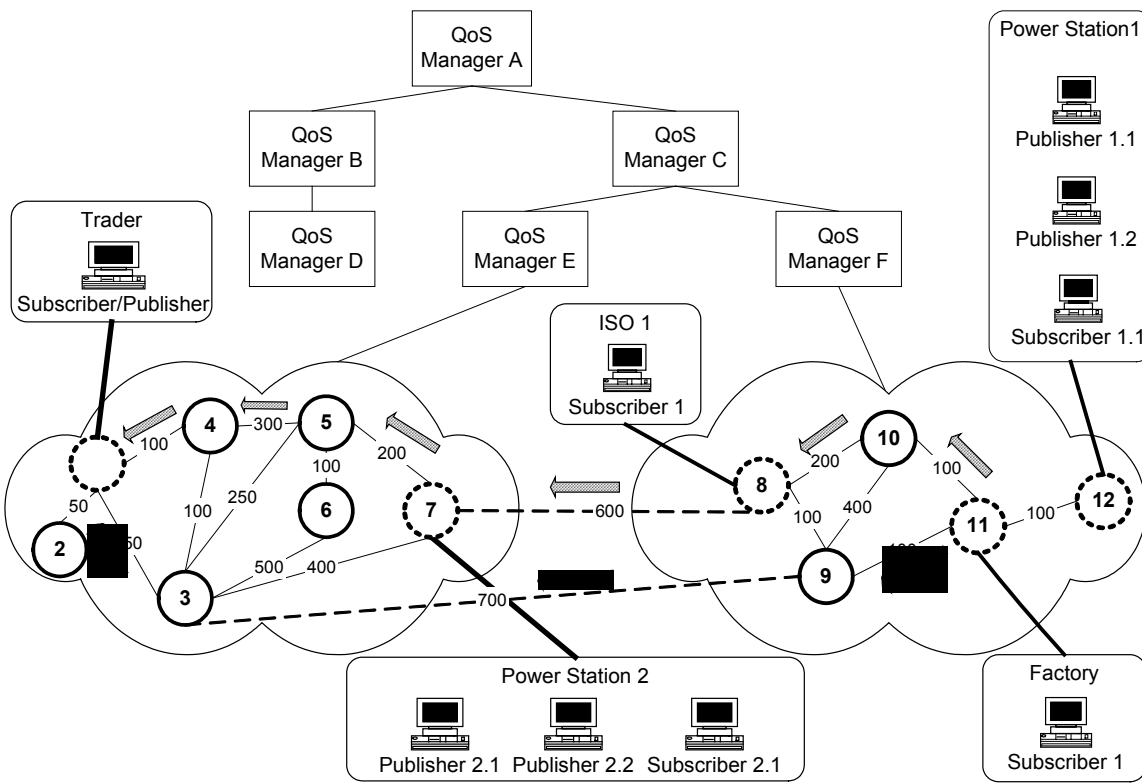 QoS
Manager A
Power Station1
Publisher 1.1
Publisher 1.2
Subscriber 1.1
QoS
Manager B
QoS
Manager C
Trader
Subscriber/Publisher
QoS
Manager D
QoS
Manager E
QoS
Manager F
ISO 1
Subscriber 1
4
300
5
100
200
50
100
250
100
6
7
2
500
400
3
600
700
8
200
10
100
100
400
9
11
100
12
Power Station 2
Publisher 2.1
Publisher 2.2
Subscriber 2.1
Factory
Subscriber 1